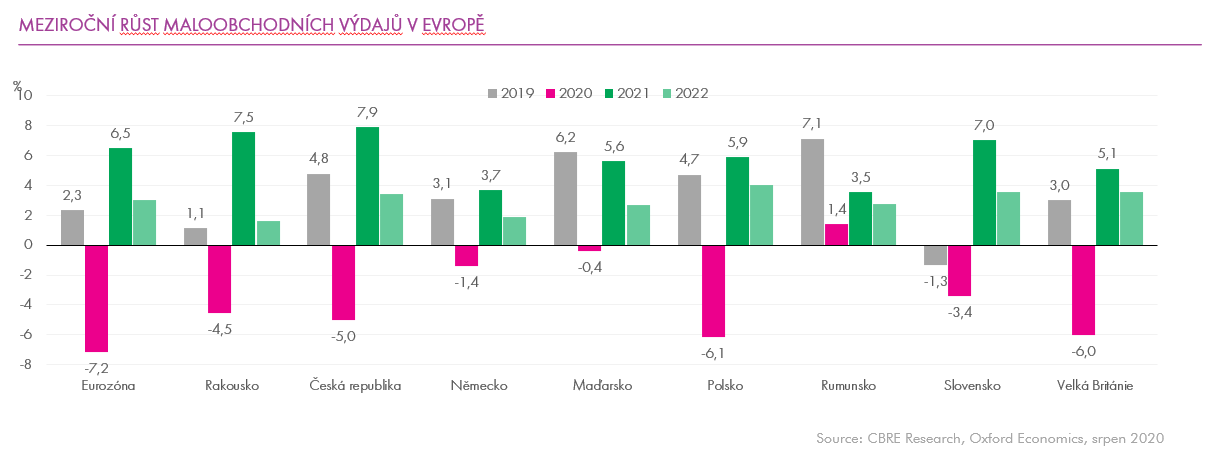 MEZIROČNÍ RŮST MALOOBCHODNÍCH VÝDAJŮ V EVROPĚ
%
2019 2020 2021 2022
10
8
6
4
2
0
-2
-4
-6
-8
2,3 -7,2 6,5
1,1 -4,5 7,5
4,8 -5,0 7,9
3,1 -1,4 3,7
6,2 -0,4 5,6
4,7 -6,1 5,9
7,1 1,4 3,5
-1,3 -3,4 7,0
3,0 -6,0 5,1
Eurozóna Rakousko Česká republika Německo Maďarsko Polsko Rumunsko Slovensko Velká Británie
Source: CBRE Research, Oxford Economics, srpen 2020